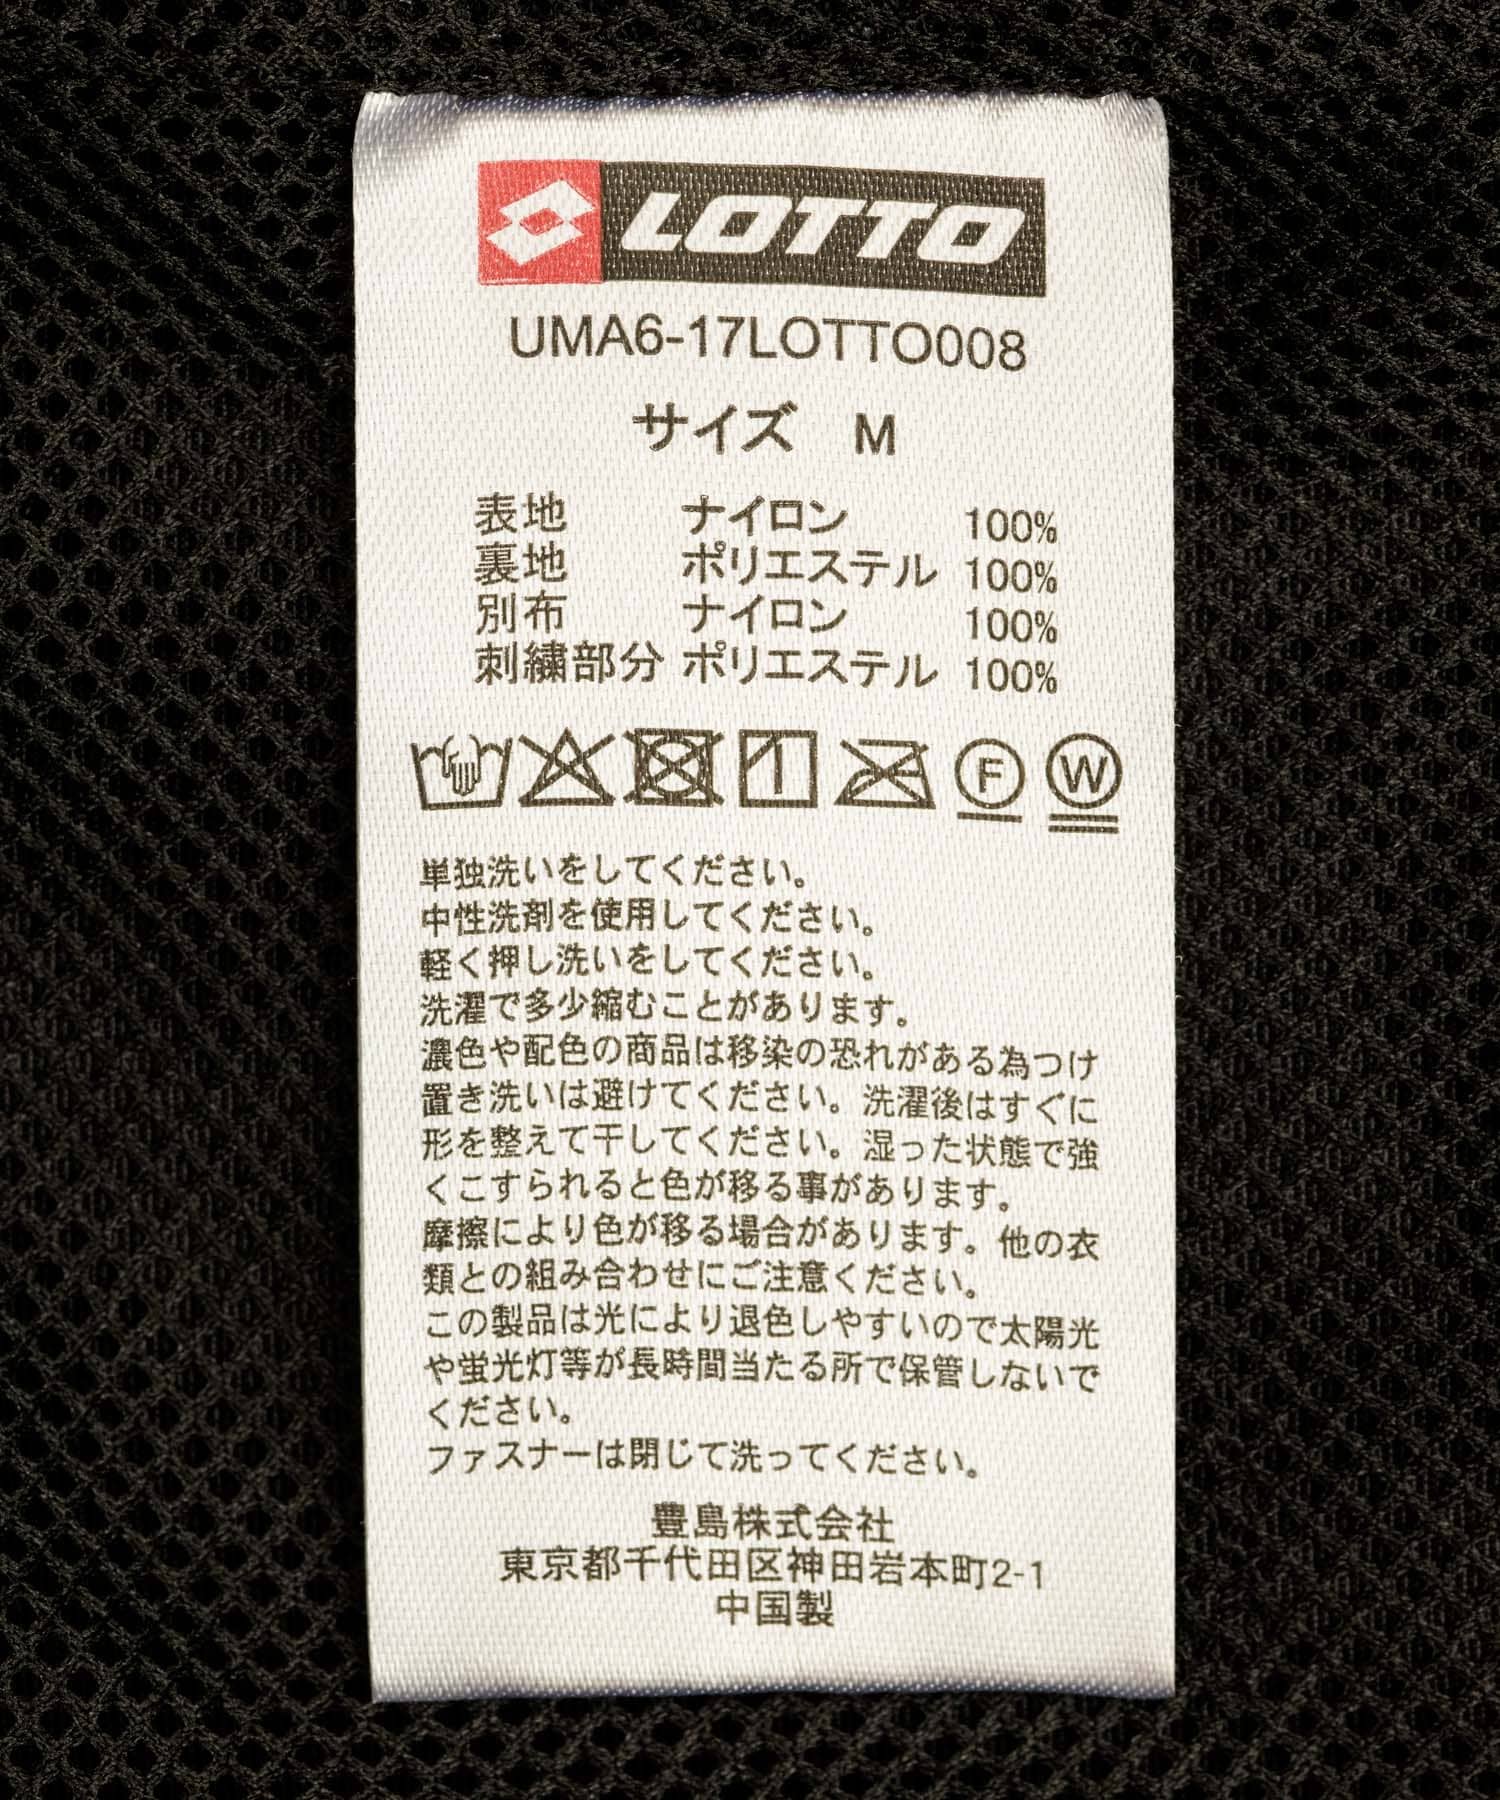 LOTTO
UMA6-17LOTTO008
サイズ M
表地 ナイロン 100%
裏地 ポリエステル 100%
別布 ナイロン 100%
刺繍部分 ポリエステル 100%
F W
単独洗いをしてください。
中性洗剤を使用してください。
軽く押し洗いをしてください。
洗濯で多少縮むことがあります。
濃色や配色の商品は移染の恐れがある為つけ
置き洗いは避けてください。洗濯後はすぐに
形を整えて干してください。湿った状態で強
くこすられると色が移る事があります。
摩擦により色が移る場合があります。他の衣
類との組み合わせにご注意ください。
この製品は光により退色しやすいので太陽光
や蛍光灯等が長時間当たる所で保管しないで
ください。
ファスナーは閉じて洗ってください。
豊島株式会社
東京都千代田区神田岩本町2-1
中国製